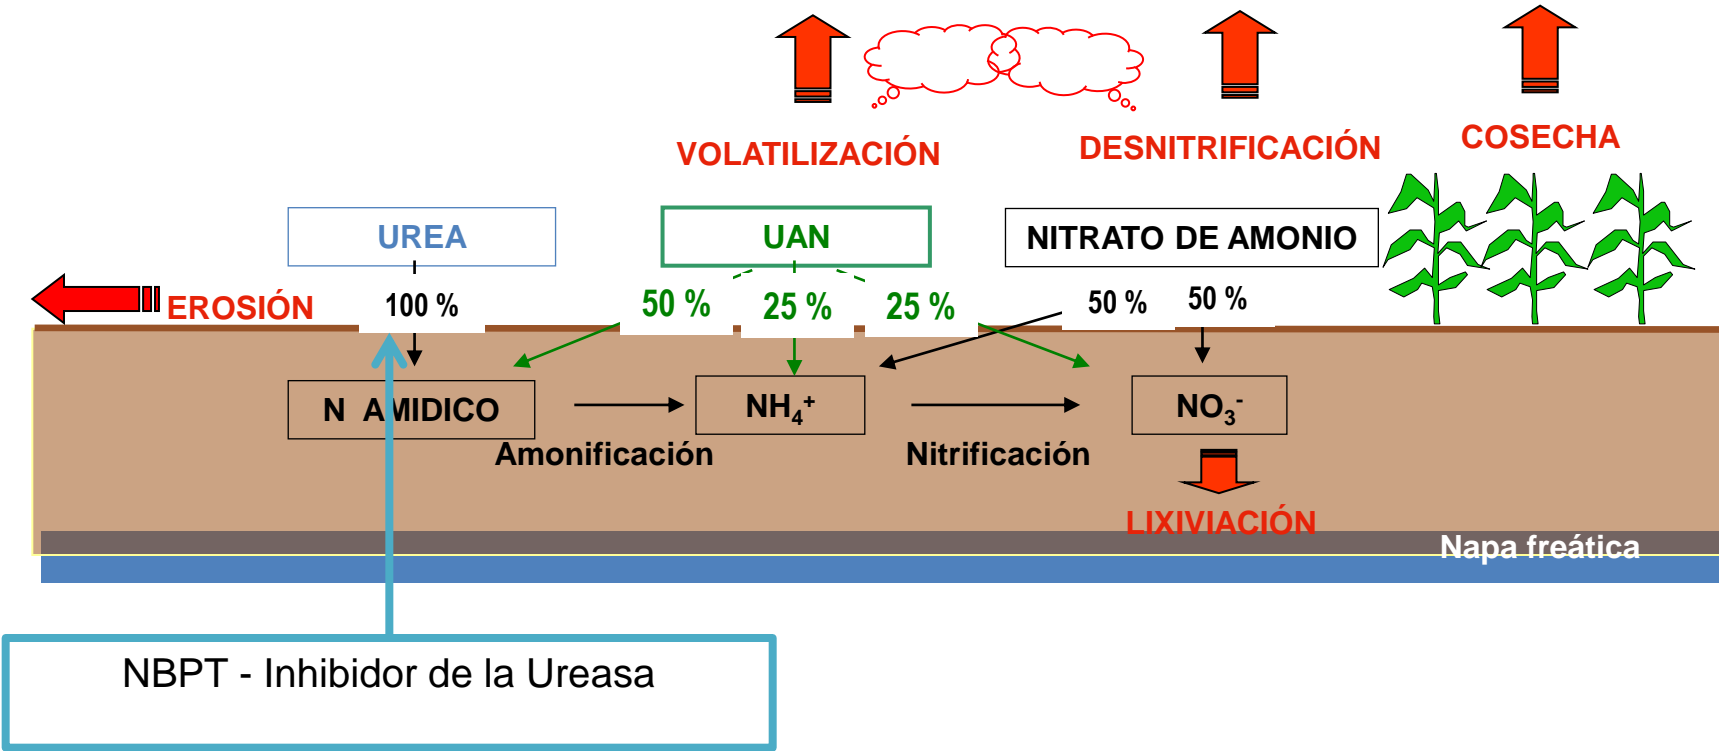 VOLATILIZACIÓN
DESNITRIFICACIÓN
COSECHA
UREA
UAN
NITRATO DE AMONIO
EROSIÓN
100 %
50 %
25 %
25 %
50 %
50 %
N AMIDICO
NH₄⁺
NO₃⁻
Amonificación
Nitrificación
LIXIVIACIÓN
Napa freática
NBPT - Inhibidor de la Ureasa